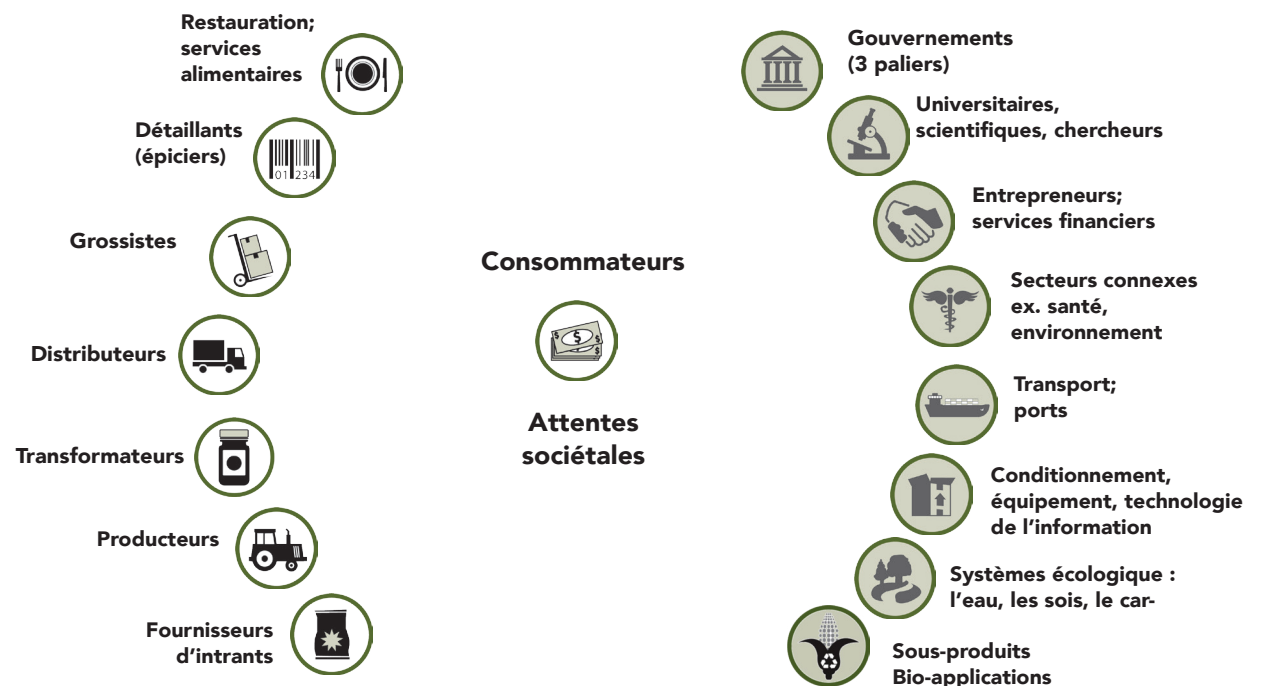 Restauration;
services
alimentaires
Détaillants
(épiciers)
01 234
Grossistes
Distributeurs
Transformateurs
Producteurs
Fournisseurs
d’intrants
Consommateurs
$ $ $
$
Attentes
sociétales
Gouvernements
(3 paliers)
Universitaires,
scientifiques, chercheurs
Entrepreneurs;
services financiers
Secteurs connexes
ex. santé,
environnement
Transport;
ports
Conditionnement,
équipement, technologie
de l’information
Systèmes écologique :
l’eau, les sois, le car-
Sous-produits
Bio-applications